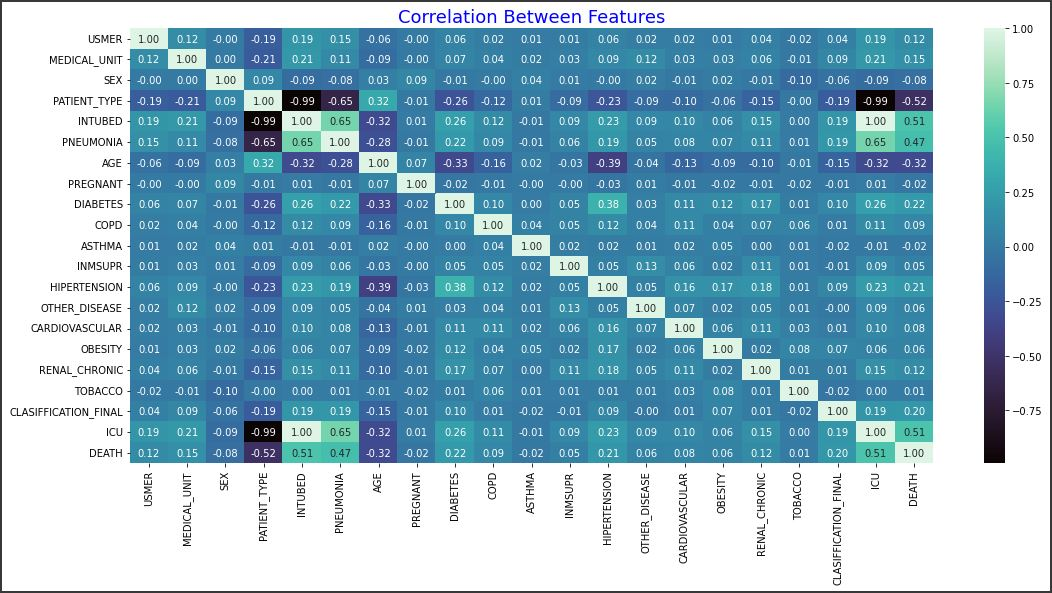 Correlation Between Features
USMER 1.00 0.12 -0.00 -0.19 0.19 0.15 -0.06 -0.00 0.06 0.02 0.01 0.01 0.06 0.02 0.02 0.01 0.04 -0.02 0.04 0.19 0.12
MEDICAL_UNIT 0.12 1.00 0.00 -0.21 0.21 0.11 -0.09 -0.00 0.07 0.04 0.02 0.03 0.09 0.12 0.03 0.03 0.06 -0.01 0.09 0.21 0.15
SEX -0.00 0.00 1.00 0.09 -0.09 -0.08 0.03 0.09 -0.01 -0.00 0.04 0.01 -0.00 0.02 -0.01 0.02 -0.01 -0.10 -0.06 -0.09 -0.08
PATIENT_TYPE -0.19 -0.21 0.09 1.00 -0.99 -0.65 0.32 -0.01 -0.26 -0.12 0.01 -0.09 -0.23 -0.09 -0.10 -0.06 -0.15 -0.00 -0.19 -0.99 -0.52
INTUBED 0.19 0.21 -0.09 -0.99 1.00 0.65 -0.32 0.01 0.26 0.12 -0.01 0.09 0.23 0.09 0.10 0.06 0.15 0.00 0.19 1.00 0.51
PNEUMONIA 0.15 0.11 -0.08 -0.65 0.65 1.00 -0.28 -0.01 0.22 0.09 -0.01 0.06 0.19 0.05 0.08 0.07 0.11 0.01 0.19 0.65 0.47
AGE -0.06 -0.09 0.03 0.32 -0.32 -0.28 1.00 0.07 -0.33 -0.16 0.02 -0.03 -0.39 -0.04 -0.13 -0.09 -0.10 -0.01 -0.15 -0.32 -0.32
PREGNANT -0.00 -0.00 0.09 -0.01 0.01 -0.01 0.07 1.00 -0.02 -0.01 -0.00 -0.00 -0.03 0.01 -0.01 -0.02 -0.01 -0.02 -0.01 0.01 -0.02
DIABETES 0.06 0.07 -0.01 -0.26 0.26 0.22 -0.33 -0.02 1.00 0.10 0.00 0.05 0.38 0.03 0.11 0.12 0.17 0.01 0.10 0.26 0.22
COPD 0.02 0.04 -0.00 -0.12 0.12 0.09 -0.16 -0.01 0.10 1.00 0.04 0.05 0.12 0.04 0.11 0.04 0.07 0.06 0.01 0.11 0.09
ASTHMA 0.01 0.02 0.04 0.01 -0.01 -0.01 0.02 -0.00 0.00 0.04 1.00 0.02 0.02 0.01 0.02 0.05 0.00 0.01 -0.02 -0.01 -0.02
INMSUPR 0.01 0.03 0.01 -0.09 0.09 0.06 -0.03 -0.00 0.05 0.05 0.02 1.00 0.05 0.13 0.06 0.02 0.11 0.01 -0.01 0.09 0.05
HIPERTENSION 0.06 0.09 -0.00 -0.23 0.23 0.19 -0.39 -0.03 0.38 0.12 0.02 0.05 1.00 0.05 0.16 0.17 0.18 0.01 0.09 0.23 0.21
OTHER_DISEASE 0.02 0.12 0.02 -0.09 0.09 0.05 -0.04 0.01 0.03 0.04 0.01 0.13 0.05 1.00 0.07 0.02 0.05 0.01 -0.00 0.09 0.06
CARDIOVASCULAR 0.02 0.03 -0.01 -0.10 0.10 0.08 -0.13 -0.01 0.11 0.11 0.02 0.06 0.16 0.07 1.00 0.06 0.11 0.03 0.01 0.10 0.08
OBESITY 0.01 0.03 0.02 -0.06 0.06 0.07 -0.09 -0.02 0.12 0.04 0.05 0.02 0.17 0.02 0.06 1.00 0.02 0.08 0.07 0.06 0.06
RENAL_CHRONIC 0.04 0.06 -0.01 -0.15 0.15 0.11 -0.10 -0.01 0.17 0.07 0.00 0.11 0.18 0.05 0.11 0.02 1.00 0.01 0.01 0.15 0.12
TOBACCO -0.02 -0.01 -0.10 -0.00 0.00 0.01 -0.01 -0.02 0.01 0.06 0.01 0.01 0.01 0.01 0.03 0.08 0.01 1.00 -0.02 0.00 0.01
CLASIFFICATION_FINAL 0.04 0.09 -0.06 -0.19 0.19 0.19 -0.15 -0.01 0.10 0.01 -0.02 -0.01 0.09 -0.00 0.01 0.07 0.01 -0.02 1.00 0.19 0.20
ICU 0.19 0.21 -0.09 -0.99 1.00 0.65 -0.32 0.01 0.26 0.11 -0.01 0.09 0.23 0.09 0.10 0.06 0.15 0.00 0.19 1.00 0.51
DEATH 0.12 0.15 -0.08 -0.52 0.51 0.47 -0.32 -0.02 0.22 0.09 -0.02 0.05 0.21 0.06 0.08 0.06 0.12 0.01 0.20 0.51 1.00
USMER
MEDICAL_UNIT
SEX
PATIENT_TYPE
INTUBED
PNEUMONIA
AGE
PREGNANT
DIABETES
COPD
ASTHMA
INMSUPR
HIPERTENSION
OTHER_DISEASE
CARDIOVASCULAR
OBESITY
RENAL_CHRONIC
TOBACCO
CLASIFFICATION_FINAL
ICU
DEATH
1.00
0.75
0.50
0.25
0.00
−0.25
−0.50
−0.75